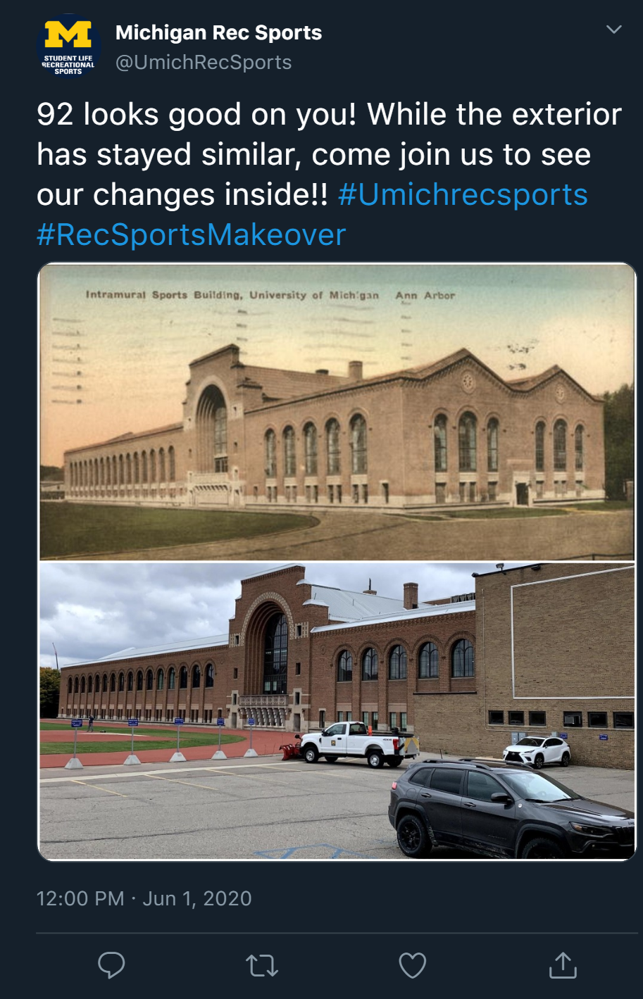 M
STUDENT LIFE
RECREATIONAL
SPORTS
Michigan Rec Sports
@UmichRecSports
92 looks good on you! While the exterior
has stayed similar, come join us to see
our changes inside!! #Umichrecsports
#RecSportsMakeover
Intramural Sports Building, University of Michigan Ann Arbor
12:00 PM · Jun 1, 2020